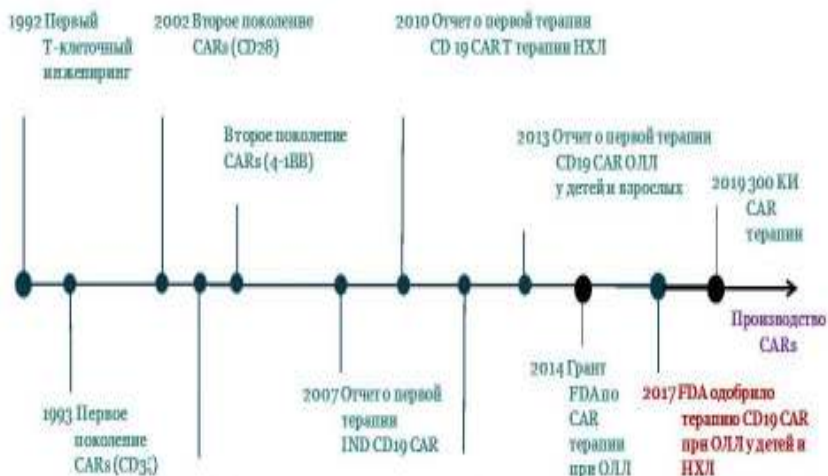 1992 Первый
Т-клеточный
инжениринг
2002 Второе поколение
CARs (CD28)
2010 Отчет о первой терапии
CD 19 CAR T терапии НХЛ
Второе поколение
CARs (4-1BB)
2013 Отчет о первой терапии
CD19 CAR ОЛЛ
у детей и взрослых
2019 300 КИ
CAR
терапии
Производство
CARs
1993 Первое
поколение
CARs (CD3ζ)
2007 Отчет о первой
терапии
IND CD19 CAR
2014 Грант
FDA по
CAR
терапии
при ОЛЛ
2017 FDA одобрило
терапию CD19 CAR
при ОЛЛ у детей и
НХЛ